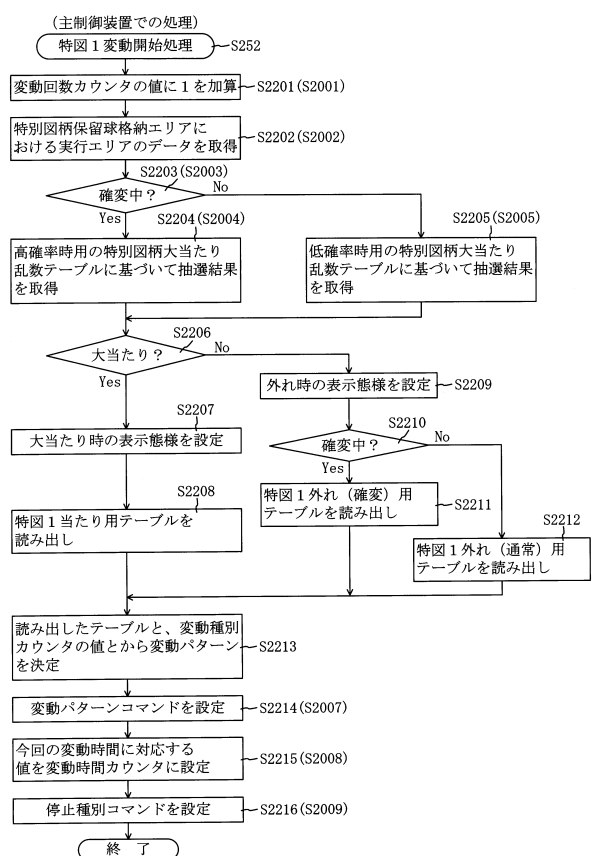 (主制御装置での処理)
特図1変動開始処理
S252
変動回数カウンタの値に1を加算
S2201(S2001)
特別図柄保留球格納エリアに
おける実行エリアのデータを取得
S2202(S2002)
S2203(S2003)
確変中?
No
Yes
S2204(S2004)
高確率時用の特別図柄大当たり
乱数テーブルに基づいて抽選結果
を取得
S2205(S2005)
低確率時用の特別図柄大当たり
乱数テーブルに基づいて抽選結果
を取得
S2206
大当たり?
No
Yes
外れ時の表示態様を設定
S2209
S2207
大当たり時の表示態様を設定
S2210
確変中?
No
Yes
S2208
特図1当たり用テーブルを
読み出し
特図1外れ(確変)用
テーブルを読み出し
S2211
S2212
特図1外れ(通常)用
テーブルを読み出し
読み出したテーブルと、変動種別
カウンタの値とから変動パターン
を決定
S2213
変動パターンコマンドを設定
S2214(S2007)
今回の変動時間に対応する
値を変動時間カウンタに設定
S2215(S2008)
停止種別コマンドを設定
S2216(S2009)
終 了